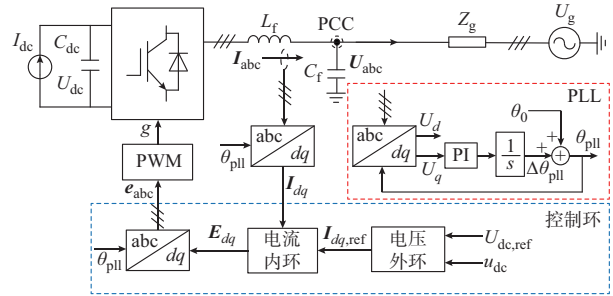 L_f
PCC
Z_g
U_g
I_dc
C_dc
U_dc
I_abc
C_f
U_abc
PLL
g
θ_pll
abc
dq
abc
dq
U_d
U_q
PI
1/s
θ_0
+
+
Δθ_pll
θ_pll
PWM
e_abc
I_dq
控制环
θ_pll
abc
dq
E_dq
电流
内环
I_dq,ref
电压
外环
U_dc,ref
u_dc